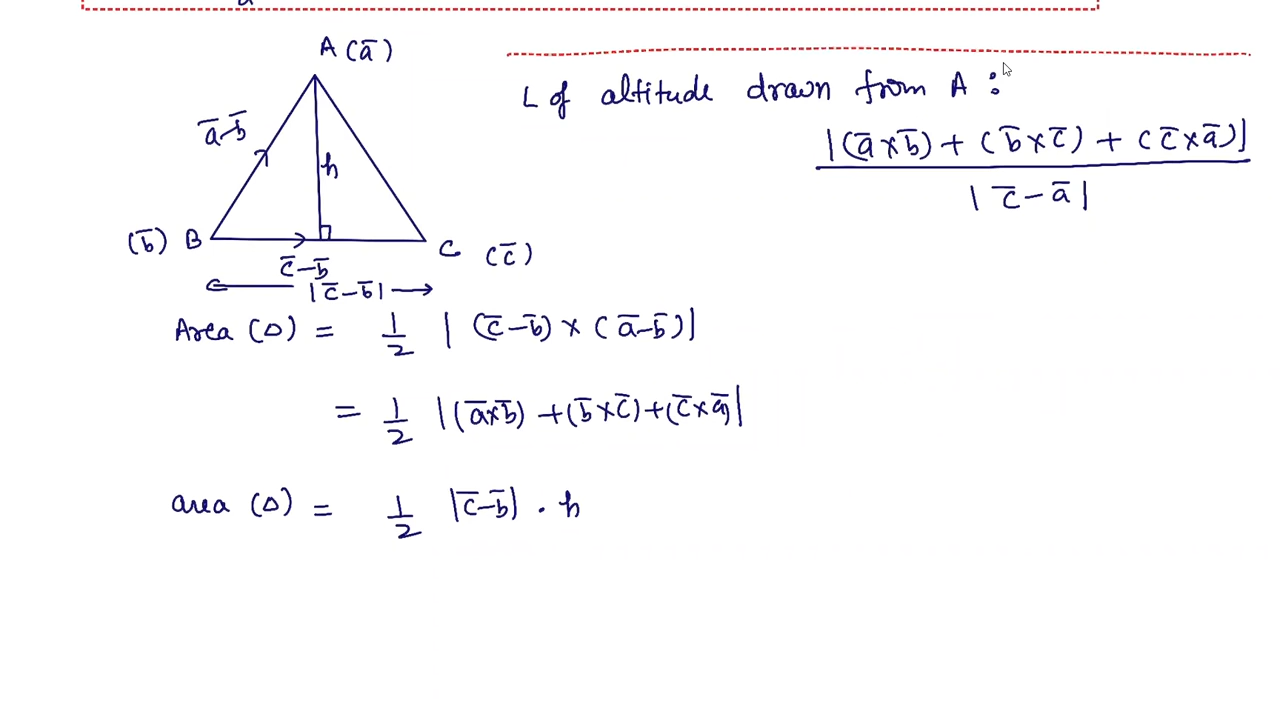 A (a̅)
L of altitude drawn from A :
|(a̅×b̅) + (b̅×c̅) + (c̅×a̅)|
|c̅-a̅|
a̅-b̅
h
(b̅) B
C (c̅)
c̅-b̅
|c̅-b̅|
Area (Δ) = 1/2 |(c̅-b̅) × (a̅-b̅)|
= 1/2 |(a̅×b̅) + (b̅×c̅) + (c̅×a̅)|
area (Δ) = 1/2 |c̅-b̅| . h